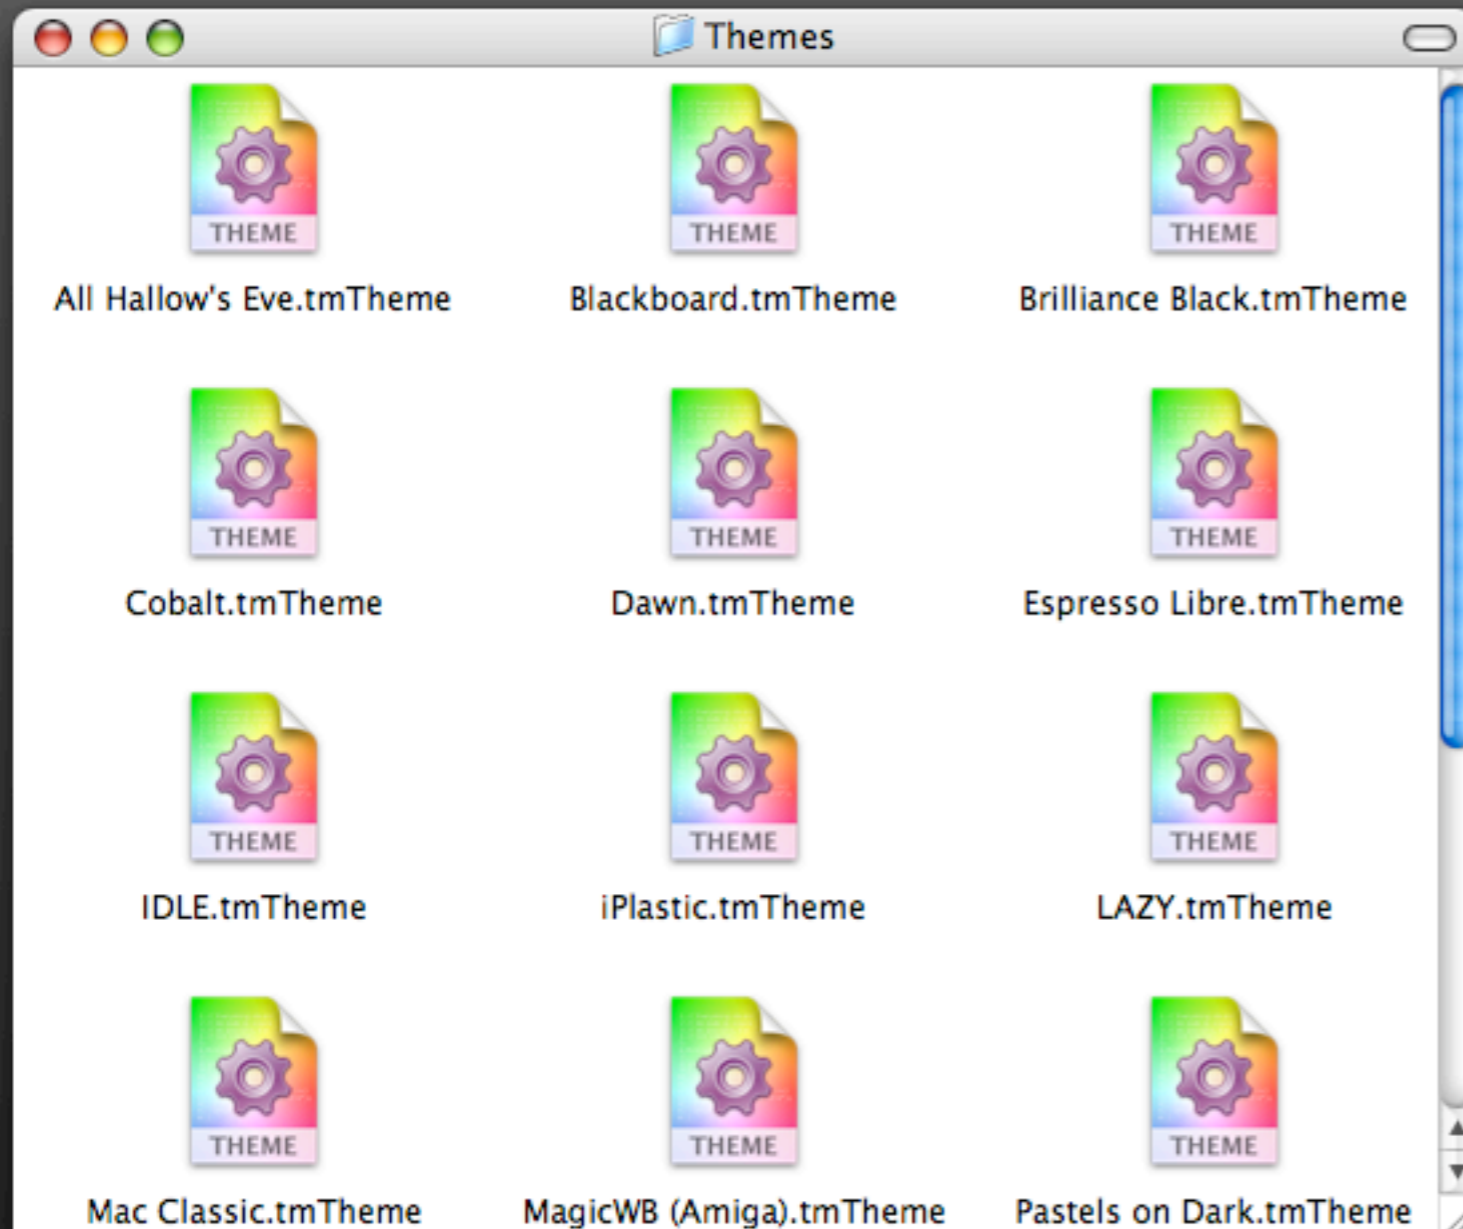 Themes
THEME THEME THEME
All Hallow's Eve.tmTheme Blackboard.tmTheme Brilliance Black.tmTheme
THEME THEME THEME
Cobalt.tmTheme Dawn.tmTheme Espresso Libre.tmTheme
THEME THEME THEME
IDLE.tmTheme iPlastic.tmTheme LAZY.tmTheme
THEME THEME THEME
Mac Classic.tmTheme MagicWB (Amiga).tmTheme Pastels on Dark.tmTheme